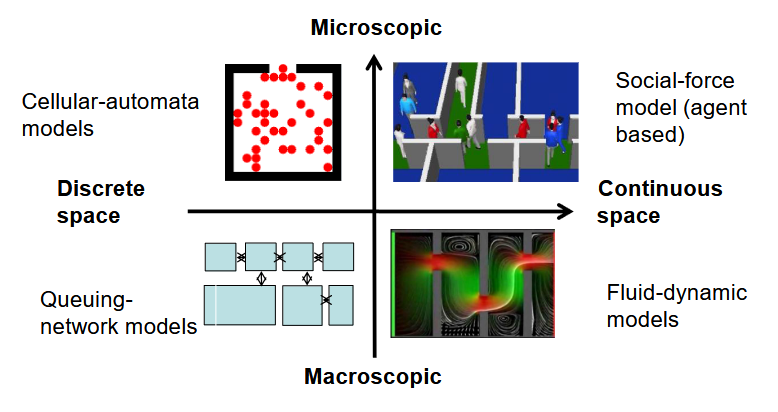 Microscopic
Cellular-automata
models
Social-force
model (agent
based)
Discrete
space
Continuous
space
Queuing-
network models
Fluid-dynamic
models
Macroscopic